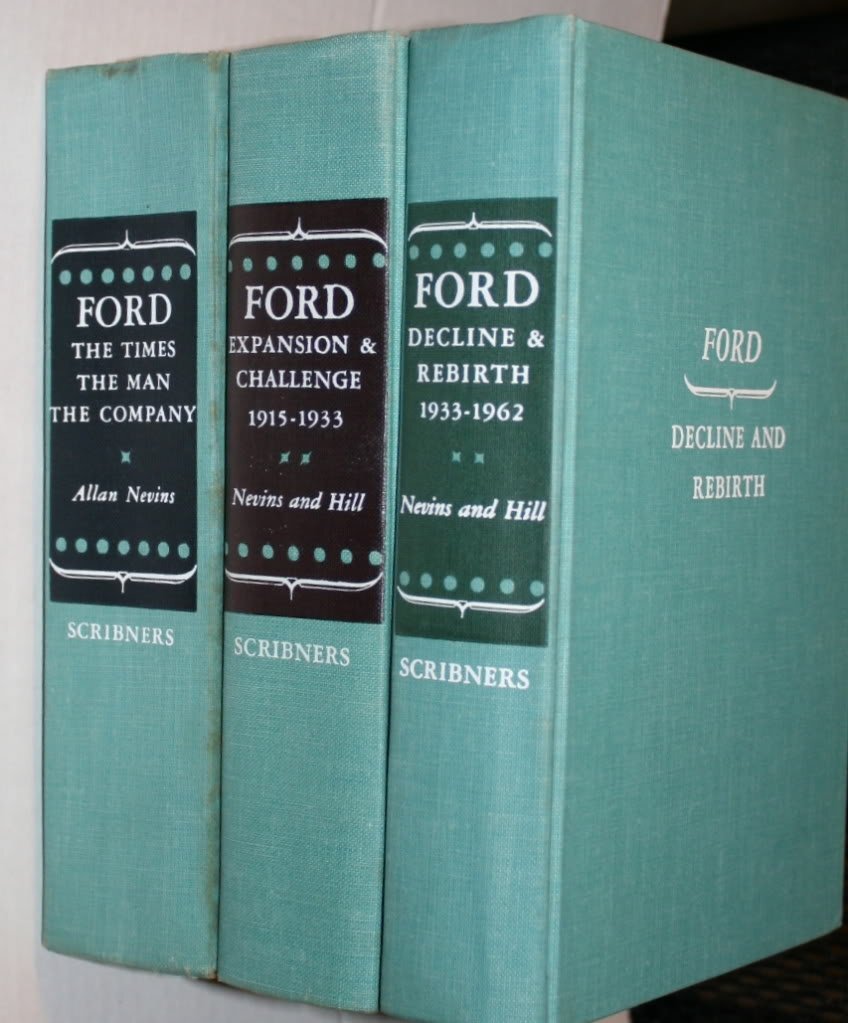 FORD
THE TIMES
THE MAN
THE COMPANY
Allan Nevins
SCRIBNERS
FORD
EXPANSION &
CHALLENGE
1915-1933
Nevins and Hill
SCRIBNERS
FORD
DECLINE &
REBIRTH
1933-1962
Nevins and Hill
SCRIBNERS
FORD
DECLINE AND
REBIRTH